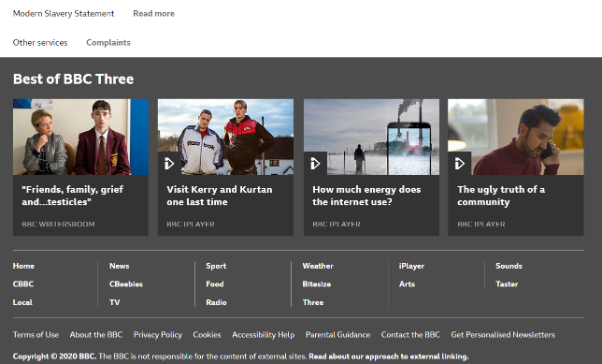 Modern Slavery Statement Read more
Other services Complaints
Best of BBC Three
"Friends, family, grief
and...testicles"
BBC WRITERSROOM
Visit Kerry and Kurtan
one last time
BBC IPLAYER
How much energy does
the internet use?
BBC IPLAYER
The ugly truth of a
community
BBC IPLAYER
Home News Sport Weather iPlayer Sounds
CBBC CBeebies Food Bitesize Arts Taster
Local TV Radio Three
Terms of Use About the BBC Privacy Policy Cookies Accessibility Help Parental Guidance Contact the BBC Get Personalised Newsletters
Copyright © 2020 BBC. The BBC is not responsible for the content of external sites. Read about our approach to external linking.